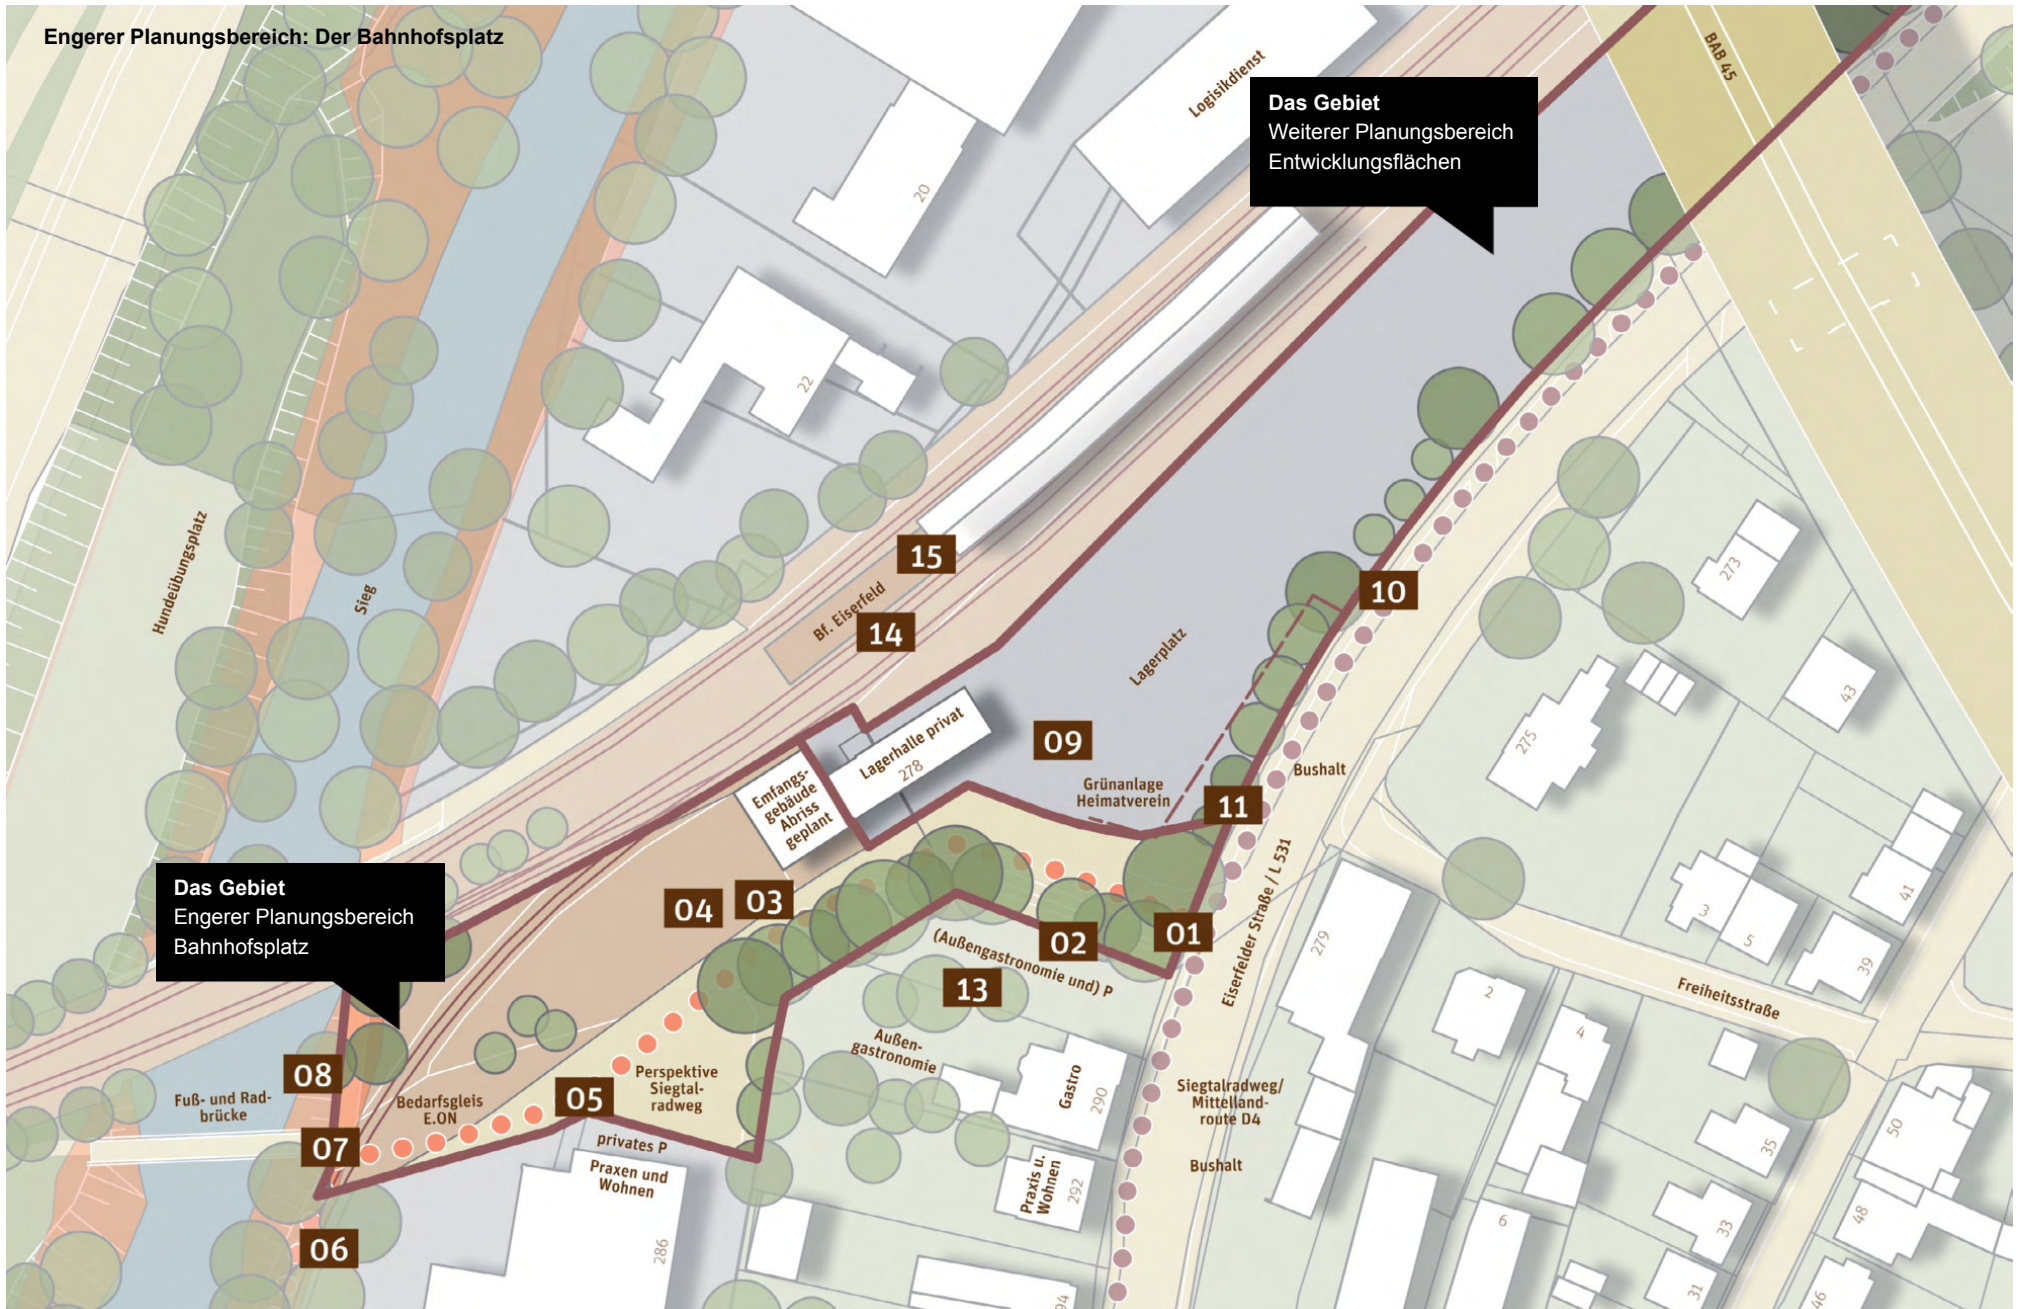 Engerer Planungsbereich: Der Bahnhofsplatz
BAB 45
Logisikdienst
Das Gebiet
Weiterer Planungsbereich
Entwicklungsflächen
20
22
Hundeübungsplatz
Sieg
15
Bf. Eiserfeld
14
10
273
Lagerplatz
43
275
Lagerhalle privat
278
09
Bushalt
Grünanlage
Heimatverein
11
Emfangs-
gebäude
Abriss
geplant
Das Gebiet
Engerer Planungsbereich
Bahnhofsplatz
04
03
01
02
(Außengastronomie und) P
13
Eiserfelder Straße / L 531
279
3
5
41
39
2
Freiheitsstraße
4
Außen-
gastronomie
08
Fuß- und Rad-
brücke
Bedarfsgleis
E.ON
05
Perspektive
Siegtal-
radweg
Gastro
290
Siegtalradweg/
Mittelland-
route D4
07
privates P
Praxen und
Wohnen
Bushalt
Praxis u.
Wohnen
292
35
50
06
286
6
33
48
31
46
94